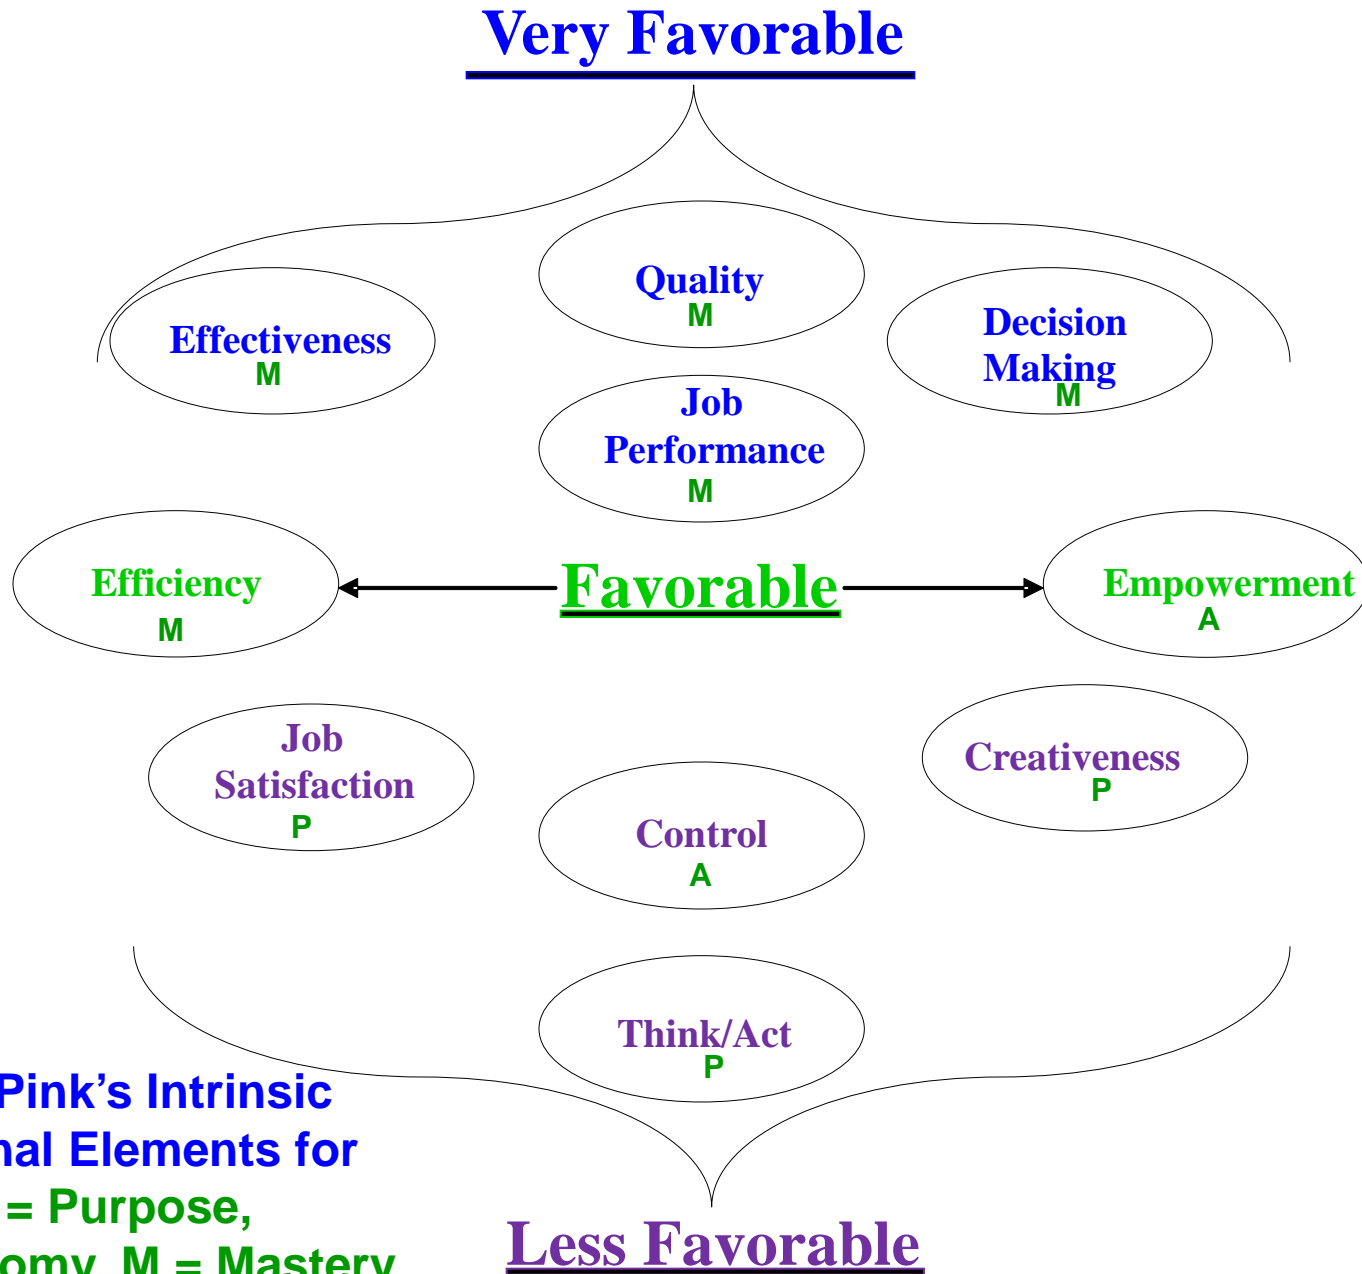 Very Favorable
Quality
M
Effectiveness
M
Decision
Making
M
Job
Performance
M
Efficiency
M
Favorable
Empowerment
A
Job
Satisfaction
P
Creativeness
P
Control
A
Think/Act
P
Pink’s Intrinsic
nal Elements for
= Purpose,
omy, M = Mastery
Less Favorable